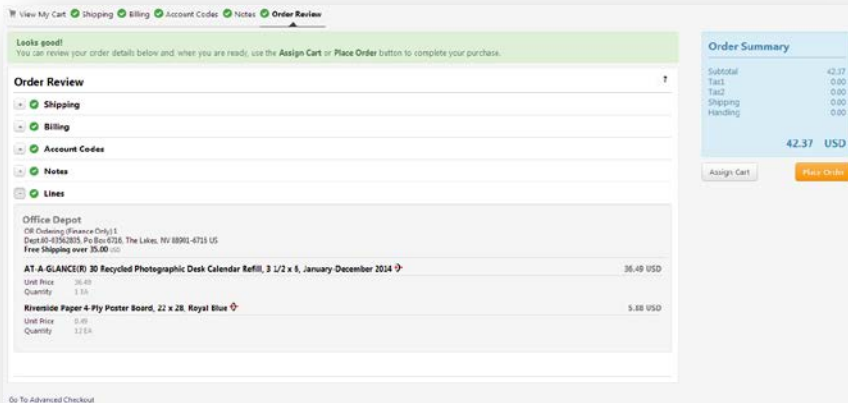 View My Cart Shipping Billing Account Codes Notes Order Review
Looks good!
You can review your order details below and, when you are ready, use the Assign Cart or Place Order button to complete your purchase.
Order Review
Shipping
Billing
Account Codes
Notes
Lines
Office Depot
OR Ordering (Finance Only) 1
Po Box 6716, The Lakes, NV US
Free Shipping over 35.00 USD
AT-A-GLANCE(R) 30 Recycled Photographic Desk Calendar Refill, 3 1/2 x 6, January-December 2014
36.49 USD
Unit Price 36.49
Quantity 1 EA
Riverside Paper 4-Ply Poster Board, 22 x 28, Royal Blue
5.88 USD
Unit Price 0.49
Quantity 12 EA
Go To Advanced Checkout
Order Summary
Subtotal 42.37
Tax1 0.00
Tax2 0.00
Shipping 0.00
Handling 0.00
42.37 USD
Assign Cart Place Order